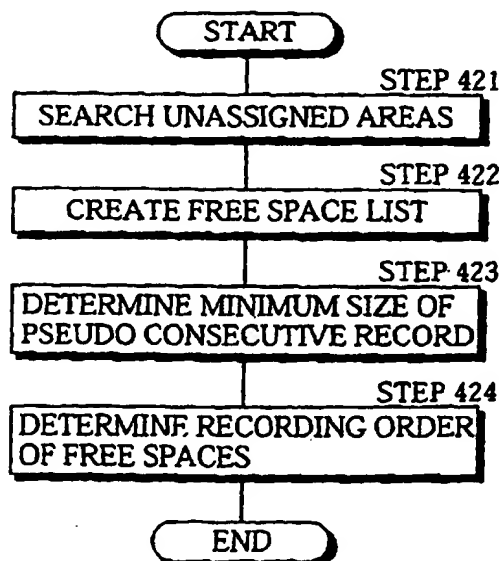 START
STEP 421
SEARCH UNASSIGNED AREAS
STEP 422
CREATE FREE SPACE LIST
STEP 423
DETERMINE MINIMUM SIZE OF
PSEUDO CONSECUTIVE RECORD
STEP 424
DETERMINE RECORDING ORDER
OF FREE SPACES
END